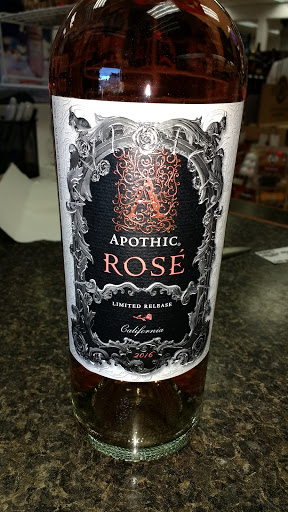 A
APOTHIC®
ROSÉ
LIMITED RELEASE
California
2016